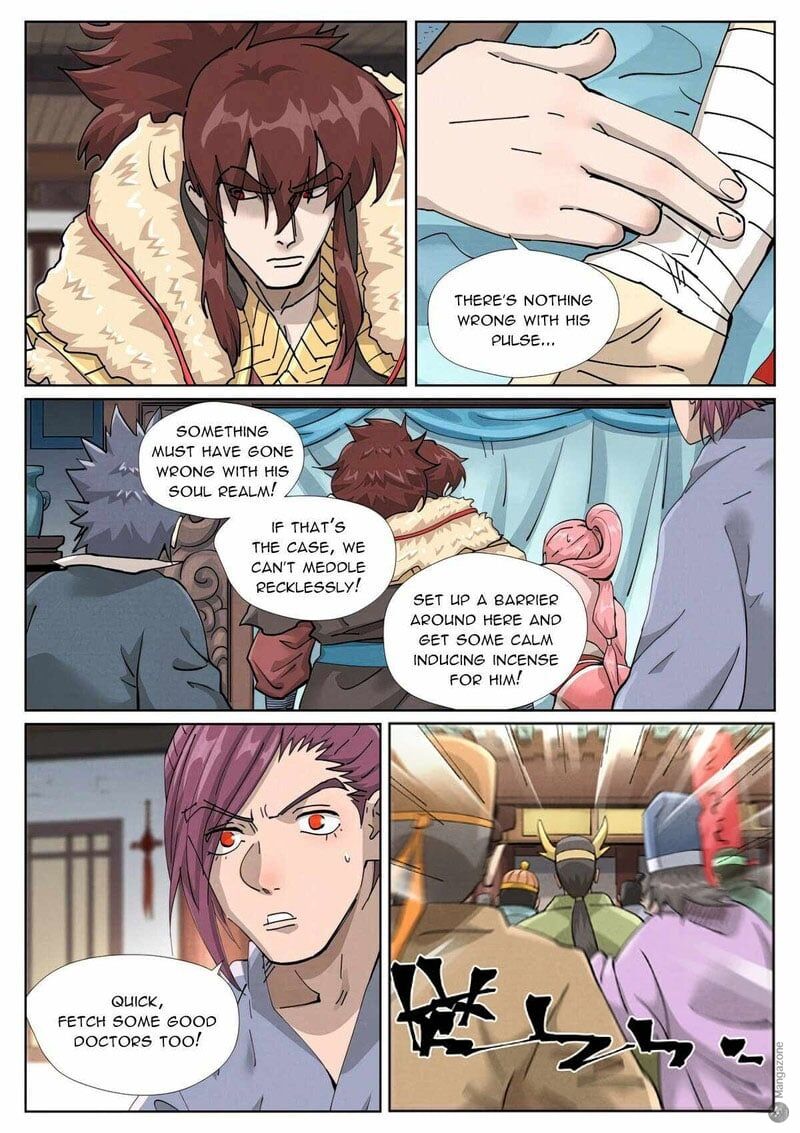 THERE'S NOTHING
WRONG WITH HIS
PULSE...
SOMETHING
MUST HAVE GONE
WRONG WITH HIS
SOUL REALM!
IF THAT'S
THE CASE, WE
CAN'T MEDDLE
RECKLESSLY!
SET UP A BARRIER
AROUND HERE AND
GET SOME CALM
INDUCING INCENSE
FOR HIM!
QUICK,
FETCH SOME GOOD
DOCTORS TOO!
Mangazone